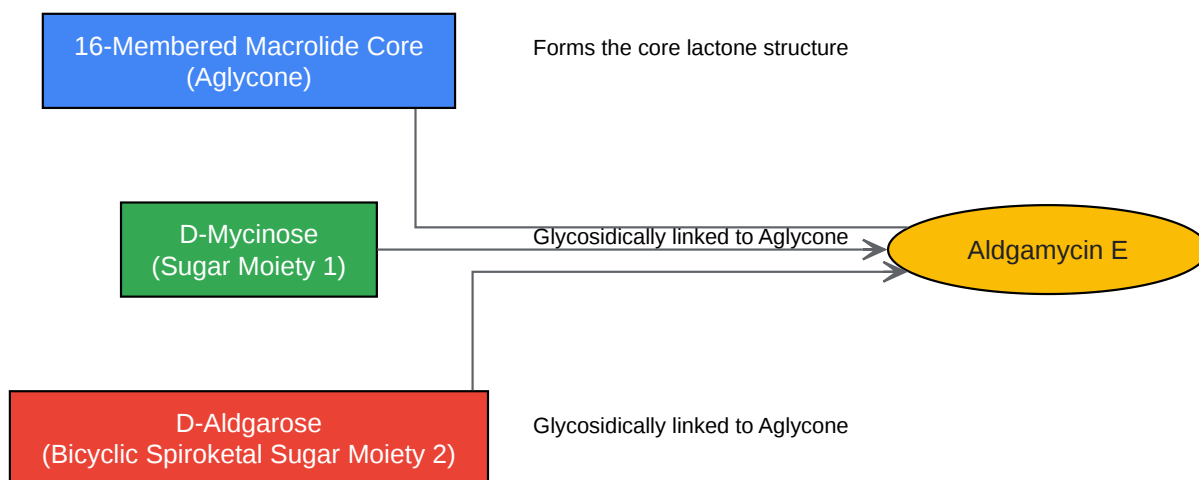 16-Membered Macrolide Core
(Aglycone)
Forms the core lactone structure
D-Mycinose
(Sugar Moiety 1)
Glycosidically linked to Aglycone
Aldgamycin E
D-Aldgarose
(Bicyclic Spiroketal Sugar Moiety 2)
Glycosidically linked to Aglycone